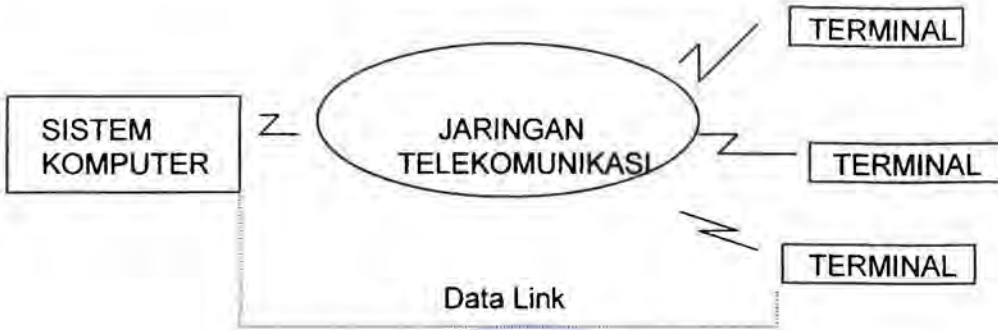 TERMINAL
SISTEM
KOMPUTER
JARINGAN
TELEKOMUNIKASI
TERMINAL
TERMINAL
Data Link